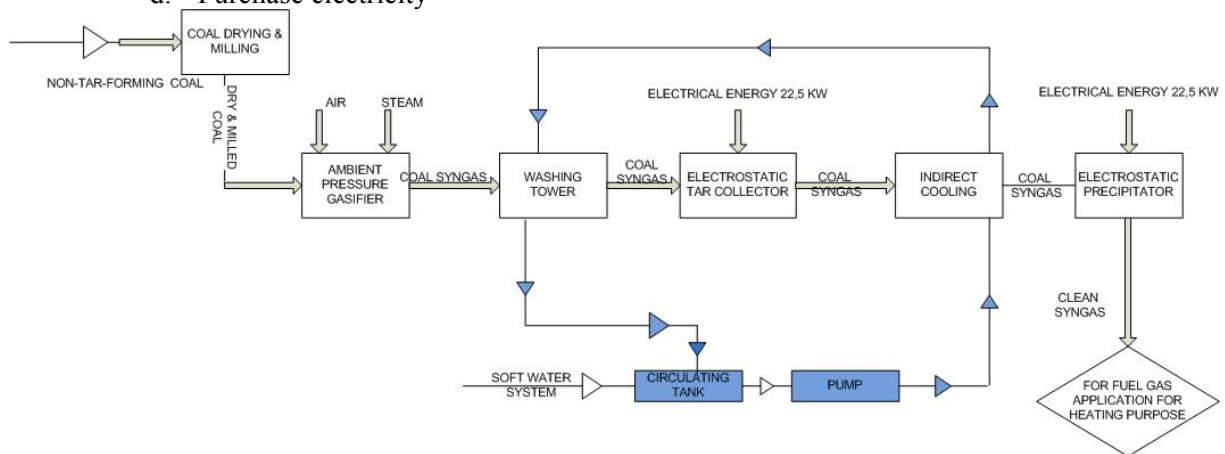 d. Purchase electricity
COAL DRYING &
MILLING
NON-TAR-FORMING COAL
DRY & MILLED
COAL
AIR
STEAM
ELECTRICAL ENERGY 22,5 KW
ELECTRICAL ENERGY 22,5 KW
AMBIENT
PRESSURE
GASIFIER
COAL SYNGAS
WASHING
TOWER
COAL
SYNGAS
ELECTROSTATIC
TAR COLLECTOR
COAL
SYNGAS
INDIRECT
COOLING
COAL
SYNGAS
ELECTROSTATIC
PRECIPITATOR
CLEAN
SYNGAS
SOFT WATER
SYSTEM
CIRCULATING
TANK
PUMP
FOR FUEL GAS
APPLICATION FOR
HEATING PURPOSE